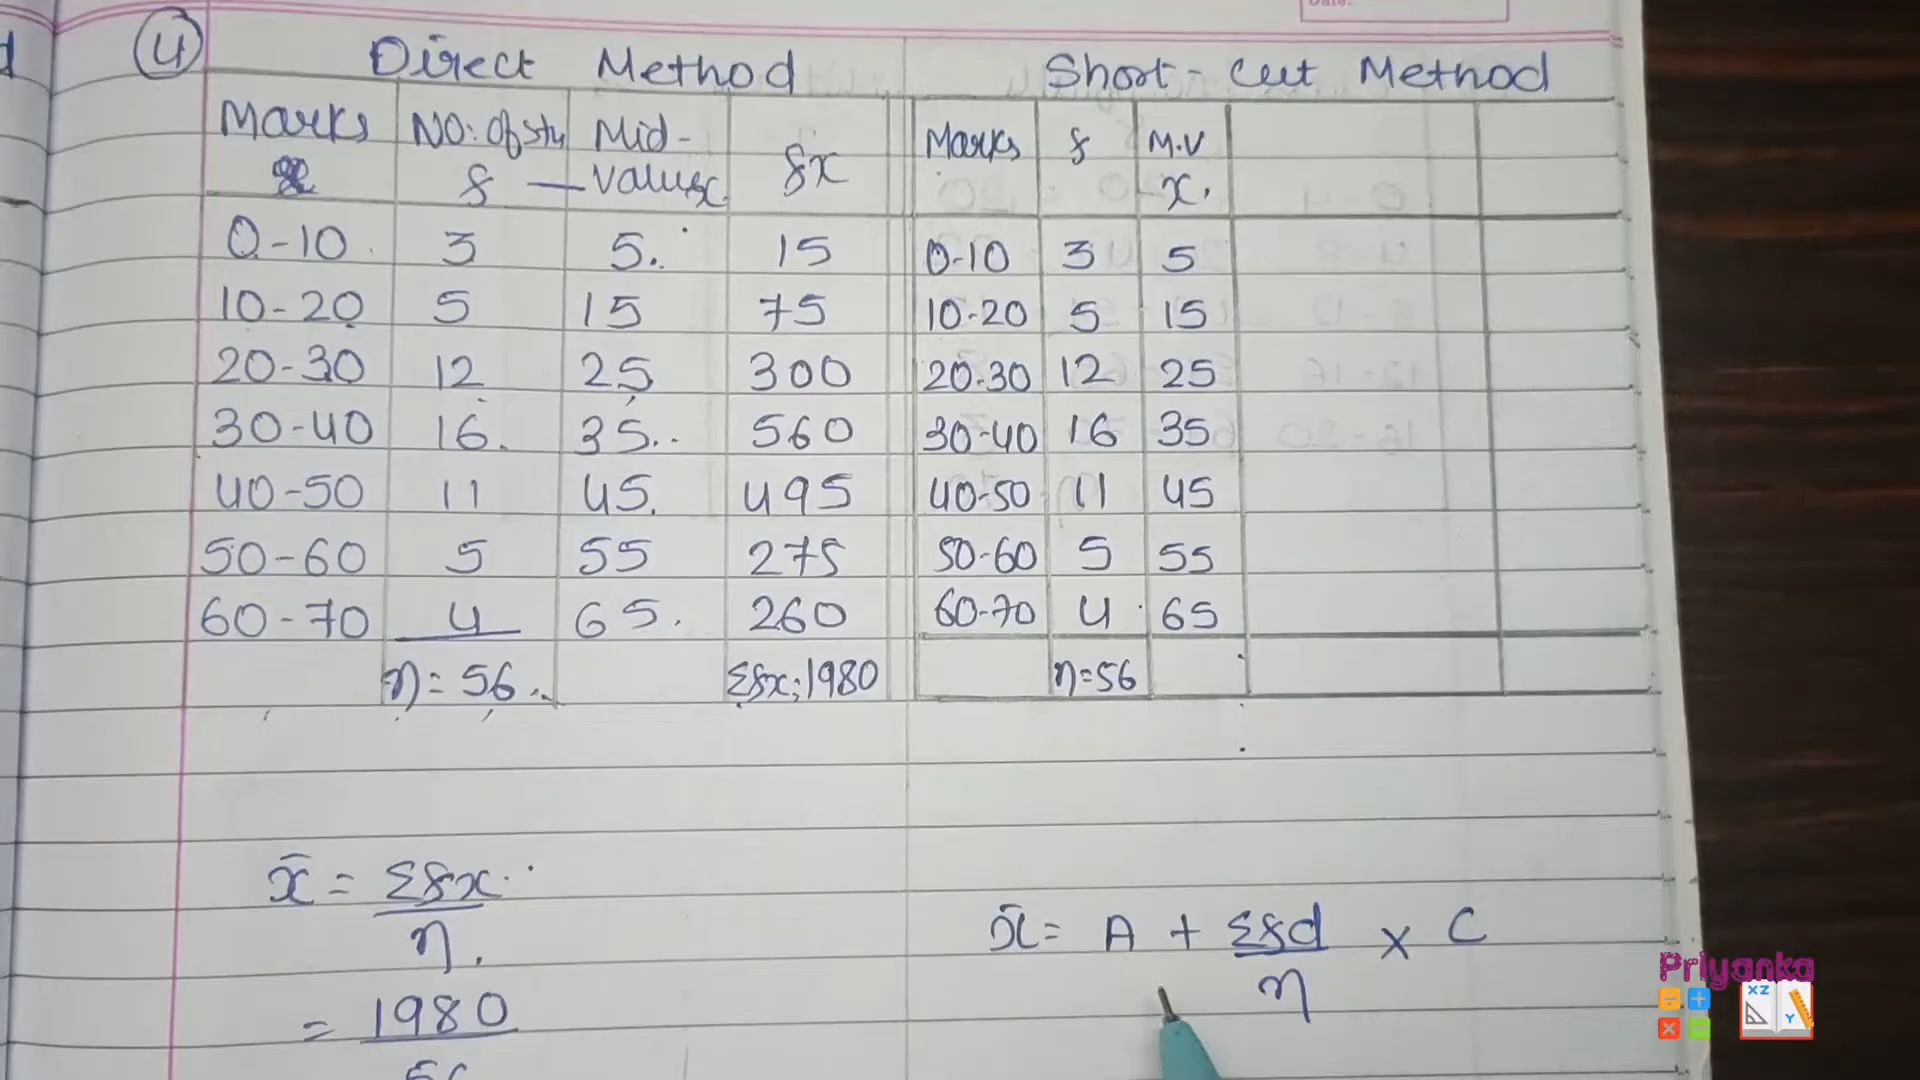 Date:
4 Direct Method Short-cut Method
Marks No: of stu Mid- fx Marks f M.V
f — values x x.
0-10 3 5. 15 0-10 3 5
10-20 5 15 75 10-20 5 15
20-30 12 25 300 20-30 12 25
30-40 16. 35.. 560 30-40 16 35
40-50 11 45. 495 40-50 11 45
50-60 5 55 275 50-60 5 55
60-70 4 65. 260 60-70 4 65
n = 56. Σfx = 1980 n=56
x̄ = Σfx
n.
= 1980
56
x̄ = A + Σfd × C
n
Priyanka
XZ
Y